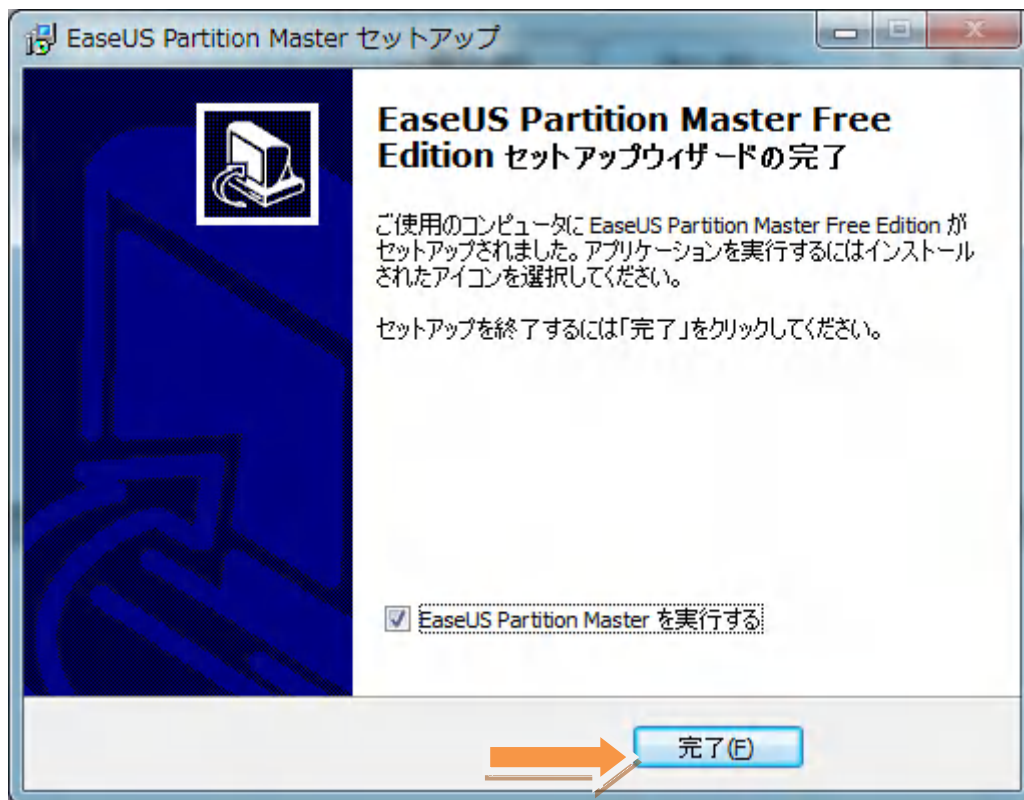 EaseUS Partition Master セットアップ
EaseUS Partition Master Free
Edition セットアップウィザードの完了
ご使用のコンピュータに EaseUS Partition Master Free Edition が
セットアップされました。アプリケーションを実行するにはインストール
されたアイコンを選択してください。
セットアップを終了するには「完了」をクリックしてください。
EaseUS Partition Master を実行する
完了(F)